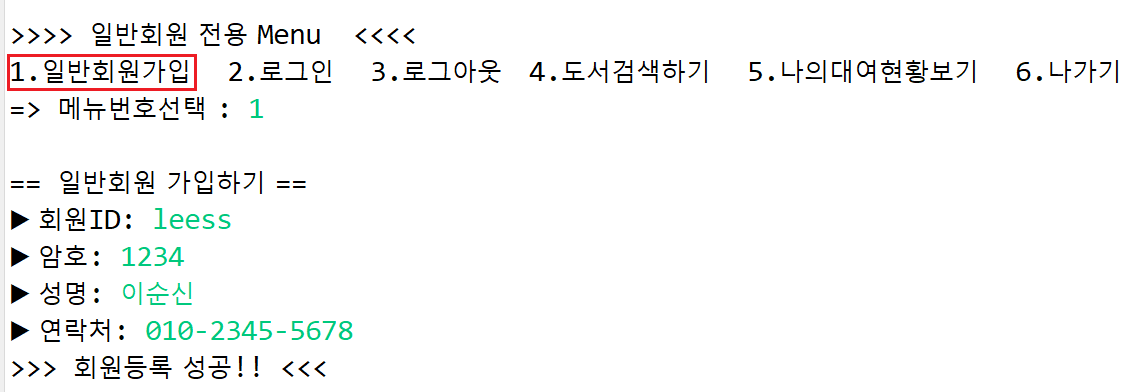 >>>> 일반회원 전용 Menu  <<<<
1.일반회원가입  2.로그인  3.로그아웃  4.도서검색하기  5.나의대여현황보기  6.나가기
=> 메뉴번호선택 : 1
== 일반회원 가입하기 ==
▶ 회원ID: leess
▶ 암호: 1234
▶ 성명: 이순신
▶ 연락처: 010-2345-5678
>>> 회원등록 성공!! <<<